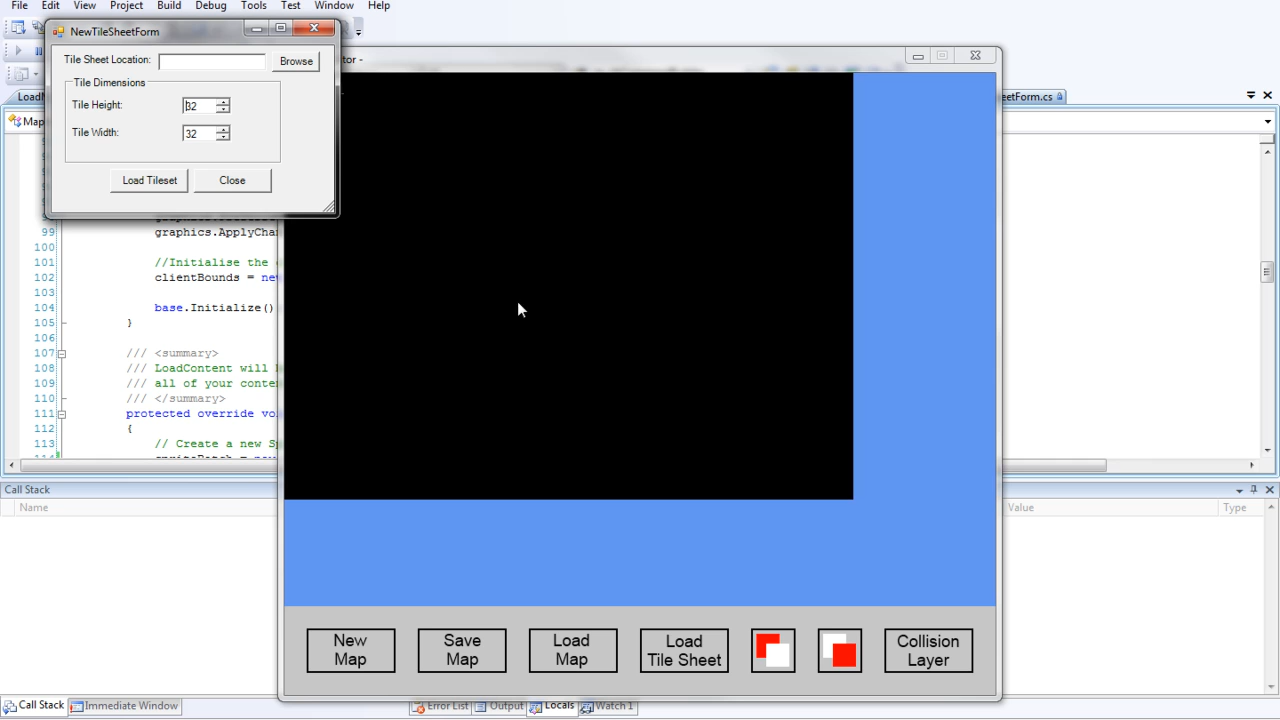 File Edit View Project Build Debug Tools Test Window Help
NewTileSheetForm
Tile Sheet Location:
Browse
Tile Dimensions
Tile Height: 32
Tile Width: 32
Load Tileset Close
tor -
eetForm.cs
99 graphics.ApplyChan
100
101 //Initialise the
102 clientBounds = new
103
104 base.Initialize()
105 }
106
107 /// <summary>
108 /// LoadContent will
109 /// all of your conten
110 /// </summary>
111 protected override vo
112 {
113 // Create a new Sp
Call Stack
Name Value Type
New Map
Save Map
Load Map
Load Tile Sheet
Collision Layer
Call Stack Immediate Window Error List Output Locals Watch 1